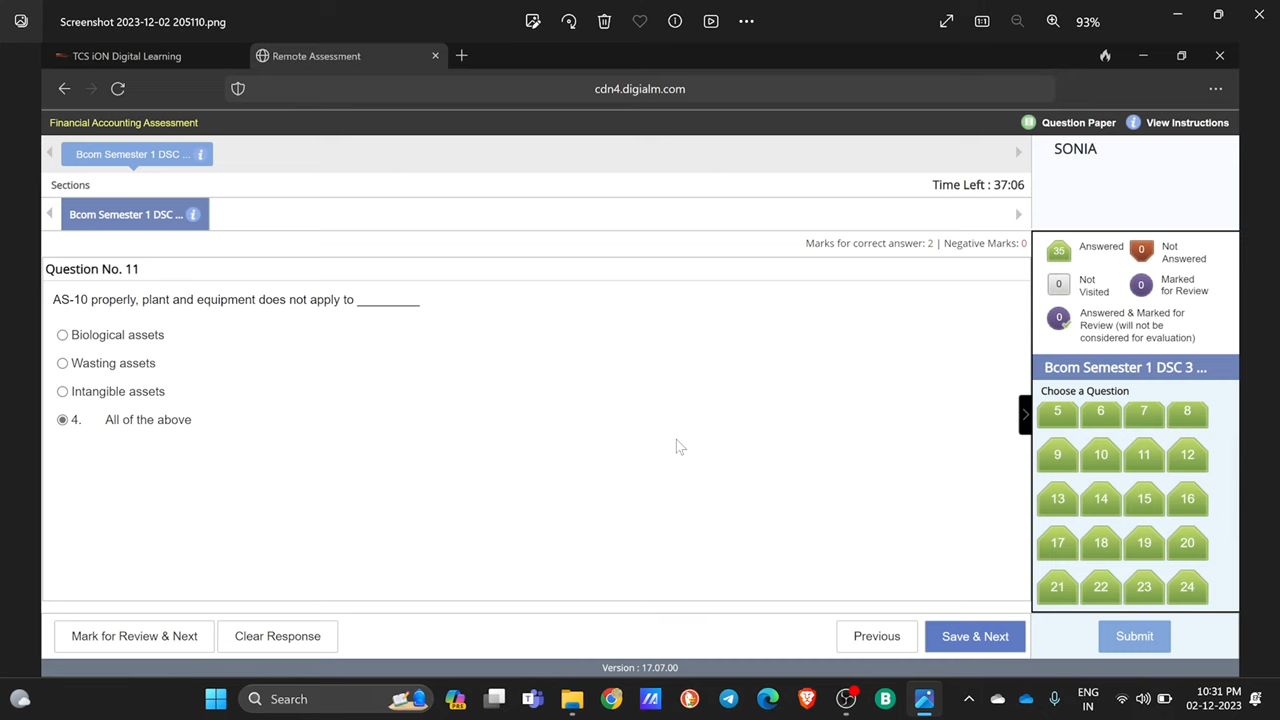 Screenshot 2023-12-02 205110.png
93%
TCS iON Digital Learning
Remote Assessment
cdn4.digialm.com
Financial Accounting Assessment
Question Paper
View Instructions
Bcom Semester 1 DSC ...
SONIA
Sections
Time Left : 37:06
Bcom Semester 1 DSC ...
Marks for correct answer: 2 | Negative Marks: 0
Question No. 11
AS-10 properly, plant and equipment does not apply to _________
Biological assets
Wasting assets
Intangible assets
4. All of the above
35 Answered
0 Not Answered
0 Not Visited
0 Marked for Review
0 Answered & Marked for Review (will not be considered for evaluation)
Bcom Semester 1 DSC 3 ...
Choose a Question
5 6 7 8
9 10 11 12
13 14 15 16
17 18 19 20
21 22 23 24
Mark for Review & Next
Clear Response
Previous
Save & Next
Submit
Version : 17.07.00
Search
ENG
IN
10:31 PM
02-12-2023